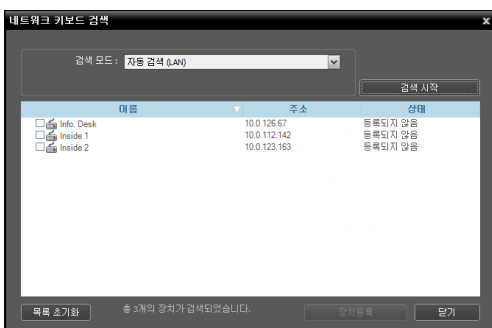 네트워크 키보드 검색 x
검색 모드 : 자동 검색 (LAN)
검색 시작
이름 주소 상태
Info. Desk 10.0.126.67 등록되지 않음
Inside 1 10.0.112.142 등록되지 않음
Inside 2 10.0.123.163 등록되지 않음
목록 초기화 총 3개의 장치가 검색되었습니다. 장치등록 닫기